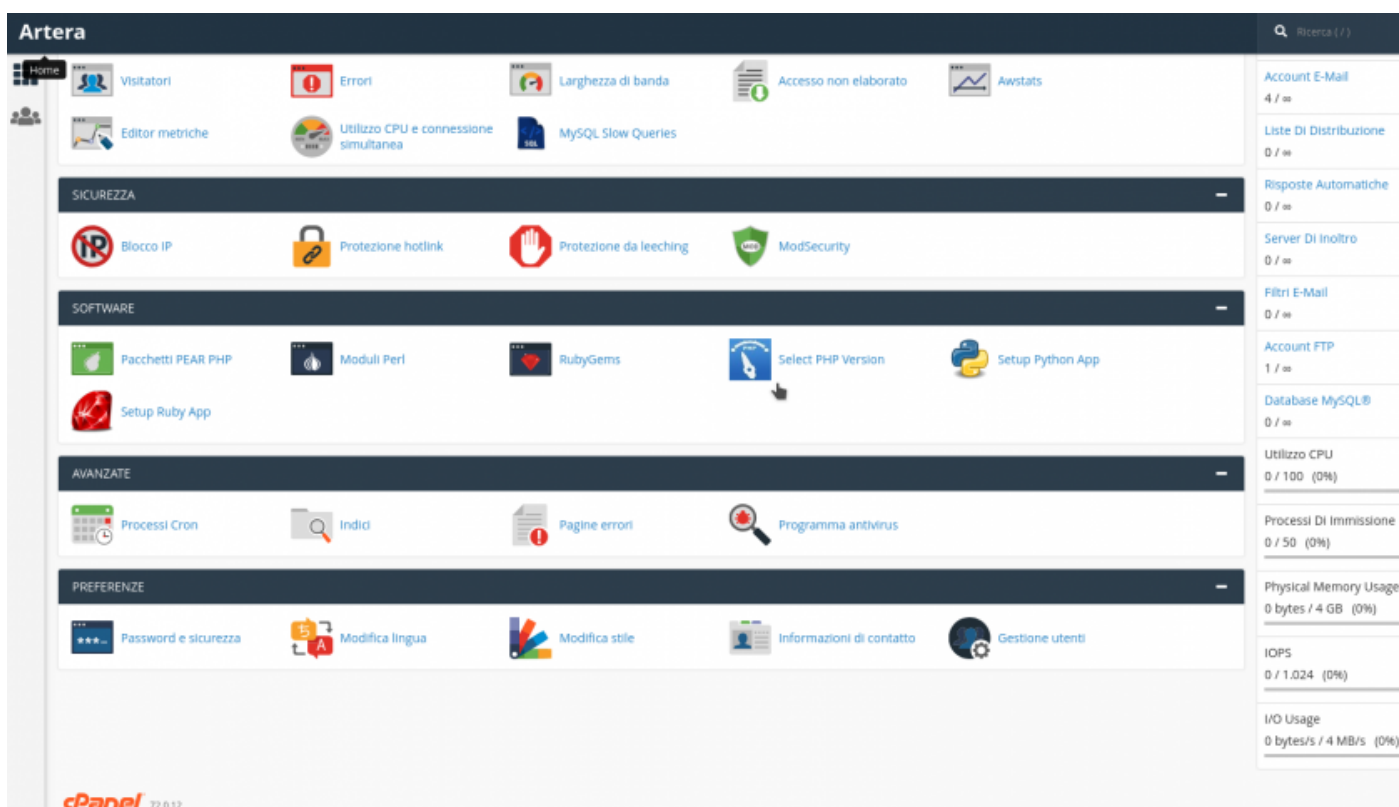 Artera
Ricerca ( / )
Home
Visitatori
Errori
Larghezza di banda
Accesso non elaborato
Awstats
Editor metriche
Utilizzo CPU e connessione
simultanea
MySQL Slow Queries
SICUREZZA
Blocco IP
Protezione hotlink
Protezione da leeching
ModSecurity
SOFTWARE
Pacchetti PEAR PHP
Moduli Perl
RubyGems
Select PHP Version
Setup Python App
Setup Ruby App
AVANZATE
Processi Cron
Indici
Pagine errori
Programma antivirus
PREFERENZE
Password e sicurezza
Modifica lingua
Modifica stile
Informazioni di contatto
Gestione utenti
Account E-Mail
4 / ∞
Liste Di Distribuzione
0 / ∞
Risposte Automatiche
0 / ∞
Server Di Inoltro
0 / ∞
Filtri E-Mail
0 / ∞
Account FTP
1 / ∞
Database MySQL®
0 / ∞
Utilizzo CPU
0 / 100 (0%)
Processi Di Immissione
0 / 50 (0%)
Physical Memory Usage
0 bytes / 4 GB (0%)
IOPS
0 / 1.024 (0%)
I/O Usage
0 bytes/s / 4 MB/s (0%)
cPanel 72.0.12